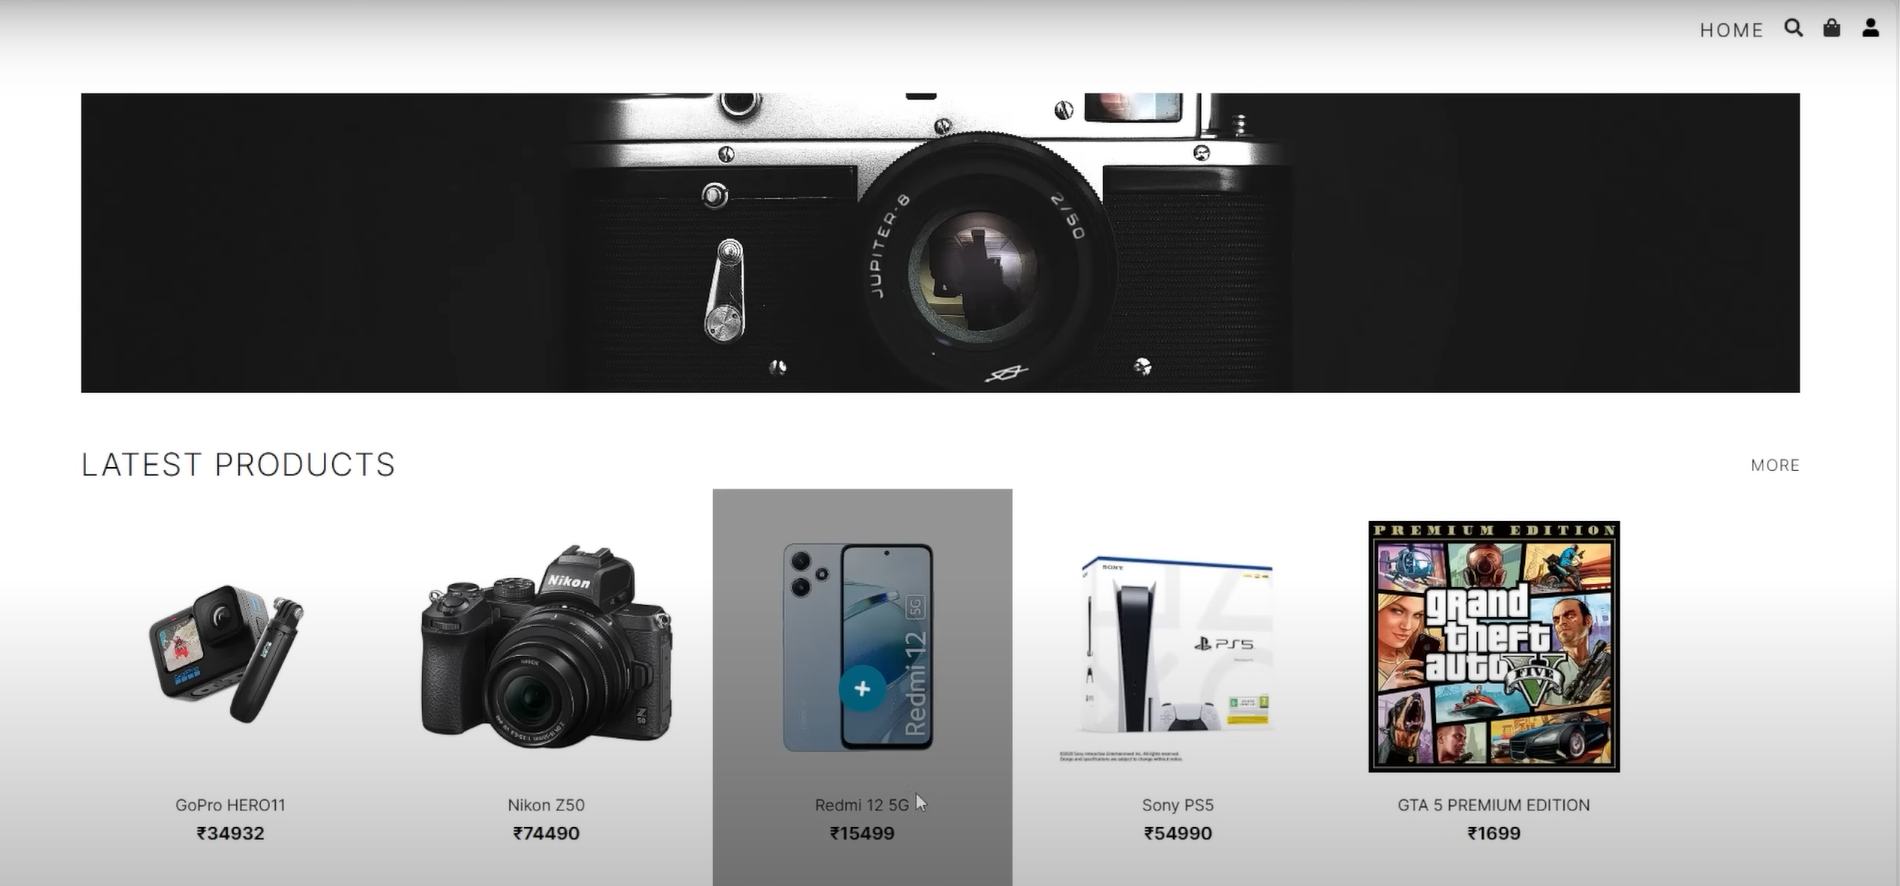 HOME
JUPITER-8 2/50
LATEST PRODUCTS
MORE
Nikon
Z 50
Redmi 12 5G
SONY
PS5
PREMIUM EDITION
grand
theft
auto
FIVE
GoPro HERO11
₹34932
Nikon Z50
₹74490
Redmi 12 5G
₹15499
Sony PS5
₹54990
GTA 5 PREMIUM EDITION
₹1699